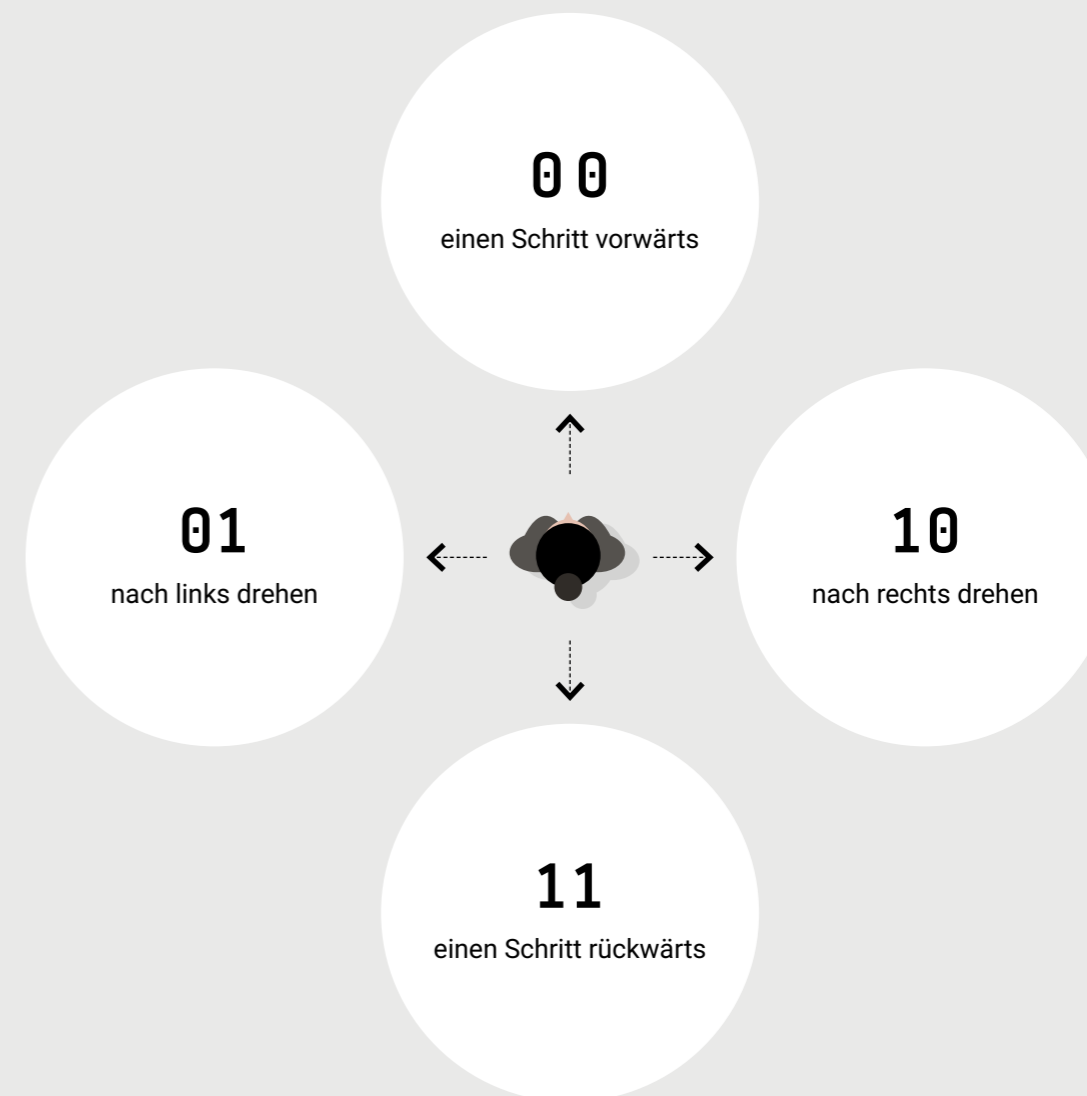 00
einen Schritt vorwärts
01
nach links drehen
10
nach rechts drehen
11
einen Schritt rückwärts